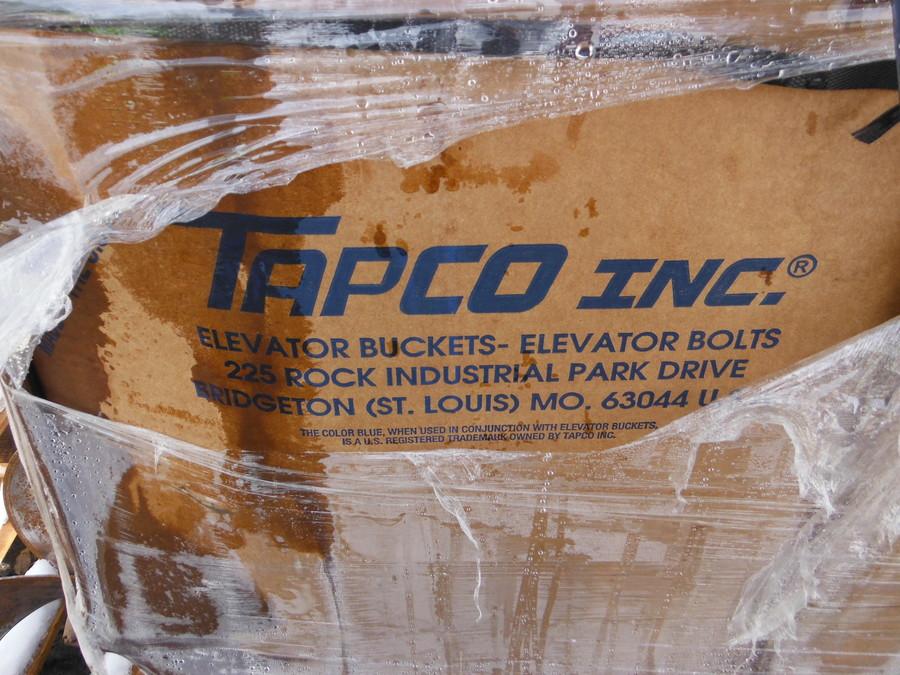 TAPCO INC.®
ELEVATOR BUCKETS- ELEVATOR BOLTS
225 ROCK INDUSTRIAL PARK DRIVE
BRIDGETON (ST. LOUIS) MO. 63044 U
THE COLOR BLUE, WHEN USED IN CONJUNCTION WITH ELEVATOR BUCKETS,
IS A U.S. REGISTERED TRADEMARK OWNED BY TAPCO INC.